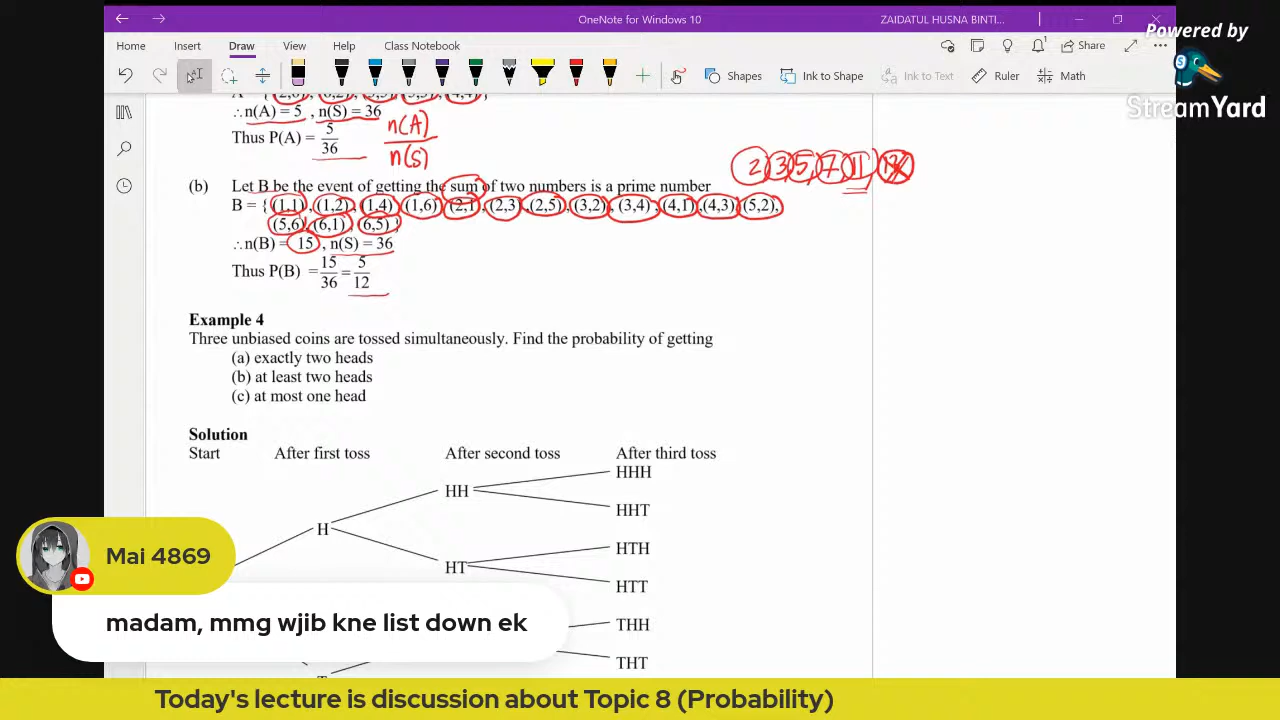 OneNote for Windows 10
ZAIDATUL HUSNA BINTI...
Powered by
StreamYard
Home Insert Draw View Help Class Notebook
Share
Shapes Ink to Shape Ink to Text Ruler Math
∴n(A) = 5 , n(S) = 36
Thus P(A) = 5/36
n(A)/n(S)
2, 3, 5, 7, 11,
(b) Let B be the event of getting the sum of two numbers is a prime number
B = { (1,1) ,(1,2) ,(1,4) ,(1,6) ,(2,1) ,(2,3) ,(2,5) ,(3,2) ,(3,4) ,(4,1) ,(4,3) ,(5,2),
(5,6) ,(6,1) ,(6,5) }
∴n(B) = 15 , n(S) = 36
Thus P(B) = 15/36 = 5/12
Example 4
Three unbiased coins are tossed simultaneously. Find the probability of getting
(a) exactly two heads
(b) at least two heads
(c) at most one head
Solution
Start After first toss After second toss After third toss
HHH
HH
HHT
H
HTH
HT
HTT
THH
THT
Mai 4869
madam, mmg wjib kne list down ek
Today's lecture is discussion about Topic 8 (Probability)